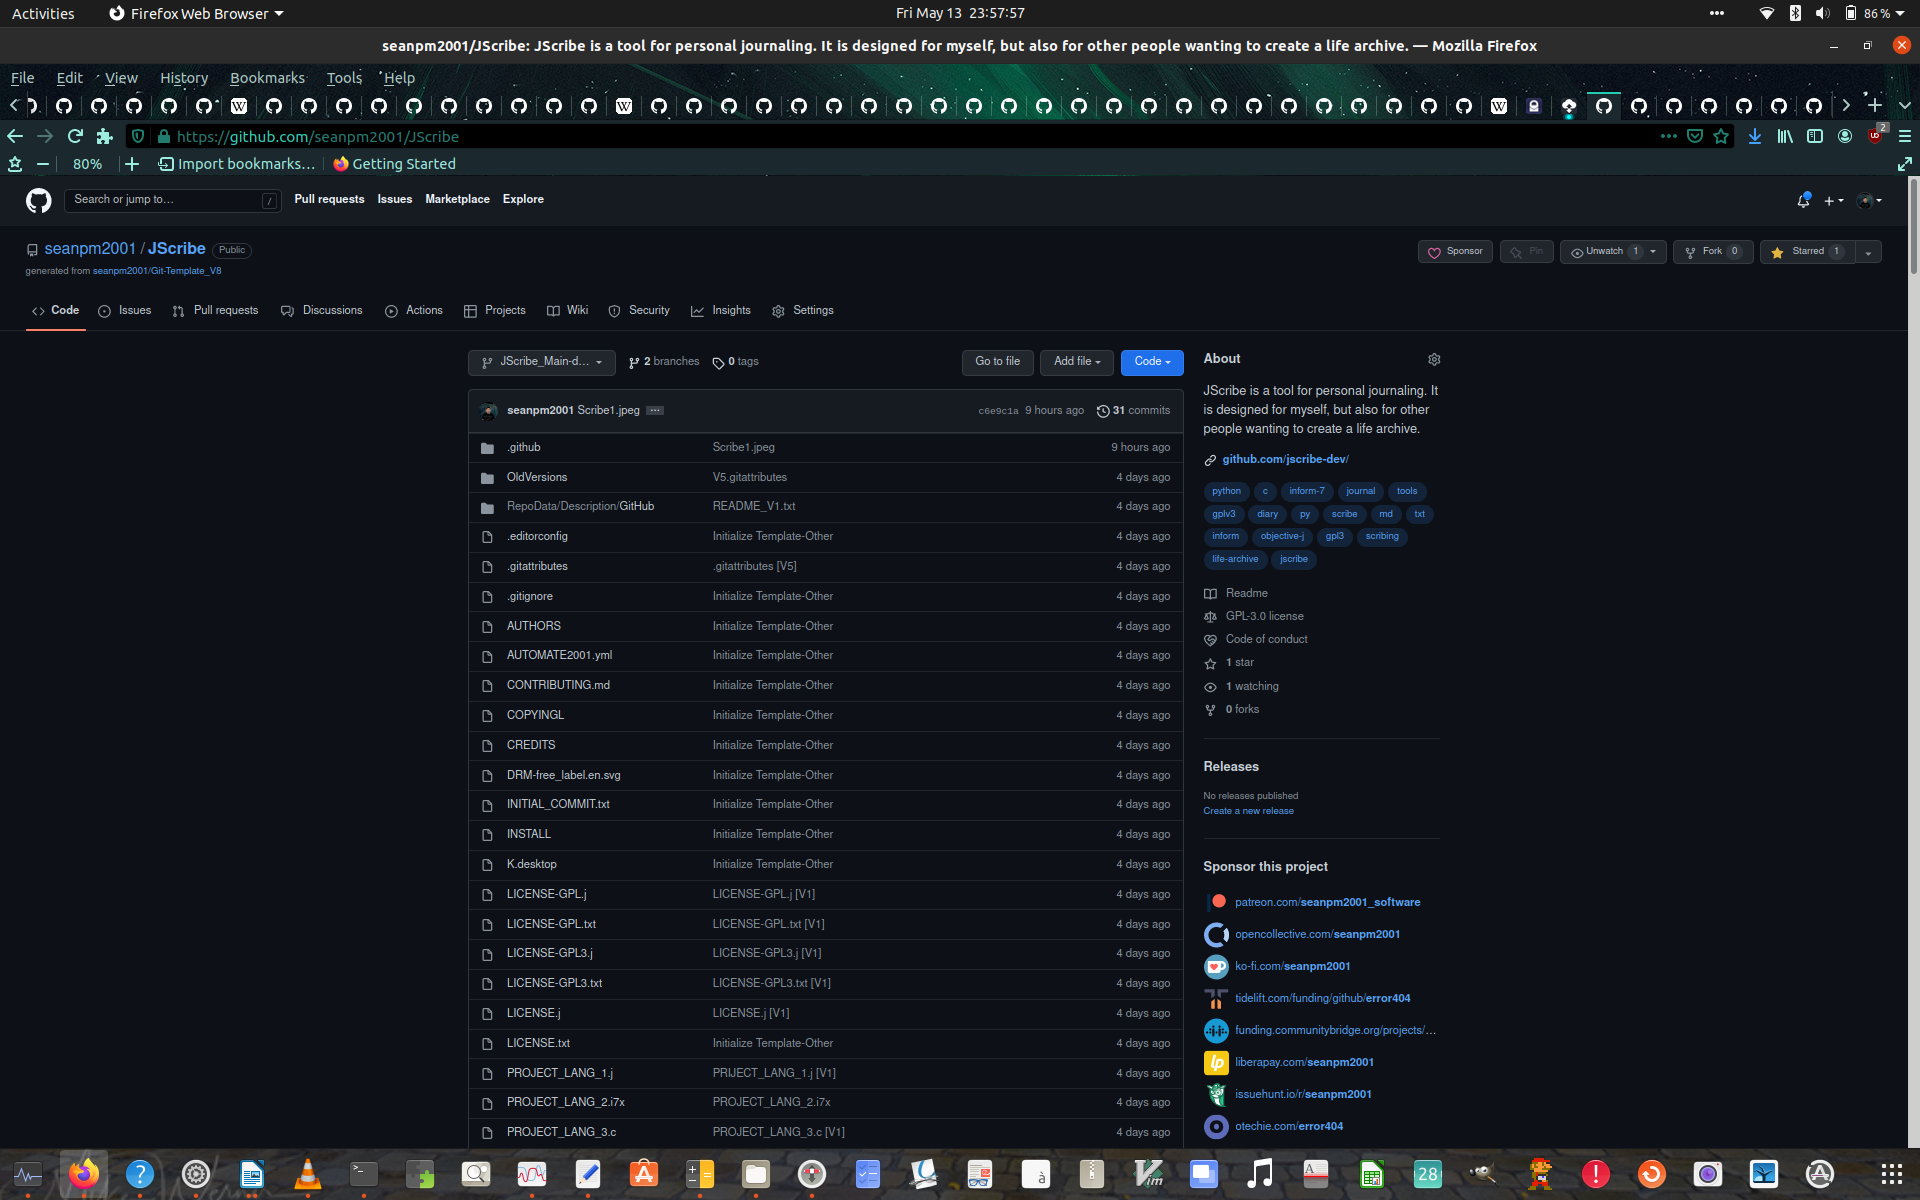 Activities Firefox Web Browser Fri May 13 23:57:57 86 %
seanpm2001/JScribe: JScribe is a tool for personal journaling. It is designed for myself, but also for other people wanting to create a life archive. — Mozilla Firefox
File Edit View History Bookmarks Tools Help
https://github.com/seanpm2001/JScribe 2
80% Import bookmarks... Getting Started
Search or jump to... / Pull requests Issues Marketplace Explore
seanpm2001 / JScribe Public Sponsor Pin Unwatch 1 Fork 0 Starred 1
generated from seanpm2001/Git-Template_V8
Code Issues Pull requests Discussions Actions Projects Wiki Security Insights Settings
JScribe_Main-d... 2 branches 0 tags Go to file Add file Code
seanpm2001 Scribe1.jpeg c6e9c1a 9 hours ago 31 commits
.github Scribe1.jpeg 9 hours ago
OldVersions V5.gitattributes 4 days ago
RepoData/Description/GitHub README_V1.txt 4 days ago
.editorconfig Initialize Template-Other 4 days ago
.gitattributes .gitattributes [V5] 4 days ago
.gitignore Initialize Template-Other 4 days ago
AUTHORS Initialize Template-Other 4 days ago
AUTOMATE2001.yml Initialize Template-Other 4 days ago
CONTRIBUTING.md Initialize Template-Other 4 days ago
COPYINGL Initialize Template-Other 4 days ago
CREDITS Initialize Template-Other 4 days ago
DRM-free_label.en.svg Initialize Template-Other 4 days ago
INITIAL_COMMIT.txt Initialize Template-Other 4 days ago
INSTALL Initialize Template-Other 4 days ago
K.desktop Initialize Template-Other 4 days ago
LICENSE-GPL.j LICENSE-GPL.j [V1] 4 days ago
LICENSE-GPL.txt LICENSE-GPL.txt [V1] 4 days ago
LICENSE-GPL3.j LICENSE-GPL3.j [V1] 4 days ago
LICENSE-GPL3.txt LICENSE-GPL3.txt [V1] 4 days ago
LICENSE.j LICENSE.j [V1] 4 days ago
LICENSE.txt Initialize Template-Other 4 days ago
PROJECT_LANG_1.j PRIJECT_LANG_1.j [V1] 4 days ago
PROJECT_LANG_2.i7x PROJECT_LANG_2.i7x 4 days ago
PROJECT_LANG_3.c PROJECT_LANG_3.c [V1] 4 days ago
About
JScribe is a tool for personal journaling. It
is designed for myself, but also for other
people wanting to create a life archive.
github.com/jscribe-dev/
python c inform-7 journal tools
gplv3 diary py scribe md txt
inform objective-j gpl3 scribing
life-archive jscribe
Readme
GPL-3.0 license
Code of conduct
1 star
1 watching
0 forks
Releases
No releases published
Create a new release
Sponsor this project
patreon.com/seanpm2001_software
opencollective.com/seanpm2001
ko-fi.com/seanpm2001
tidelift.com/funding/github/error404
funding.communitybridge.org/projects/...
liberapay.com/seanpm2001
issuehunt.io/r/seanpm2001
otechie.com/error404
28